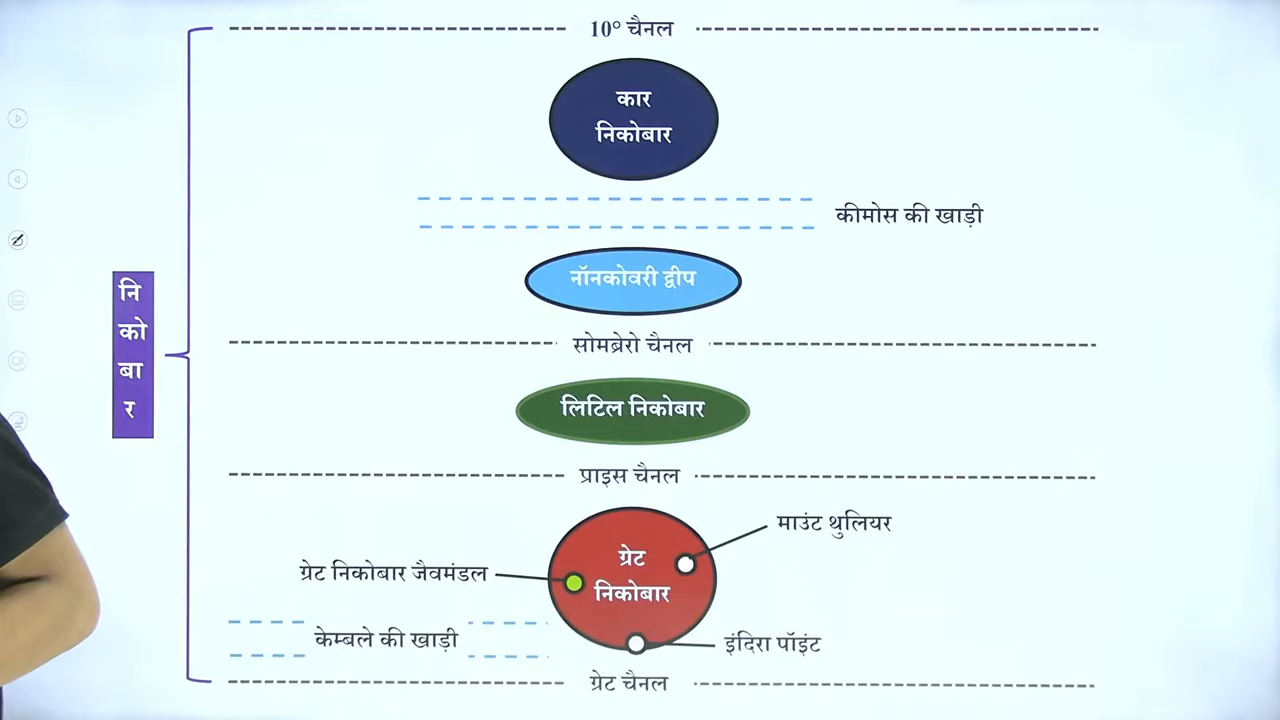 10° चैनल
कार
निकोबार
कीमोस की खाड़ी
नॉनकोवरी द्वीप
नि
को
बा
र
सोमब्रेरो चैनल
लिटिल निकोबार
प्राइस चैनल
माउंट थुलियर
ग्रेट
निकोबार
ग्रेट निकोबार जैवमंडल
केम्बले की खाड़ी
इंदिरा पॉइंट
ग्रेट चैनल